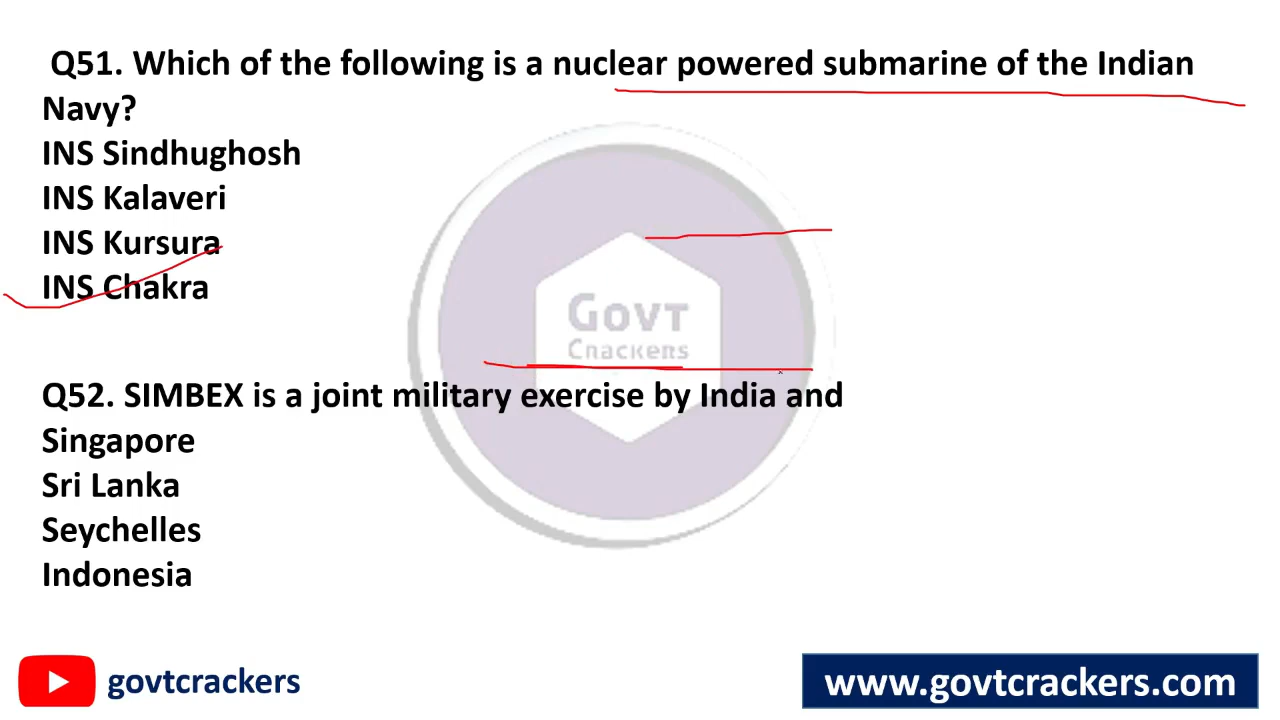 Q51. Which of the following is a nuclear powered submarine of the Indian
Navy?
INS Sindhughosh
INS Kalaveri
INS Kursura
INS Chakra
GOVT
CRACKERS
Q52. SIMBEX is a joint military exercise by India and
Singapore
Sri Lanka
Seychelles
Indonesia
govtcrackers
www.govtcrackers.com